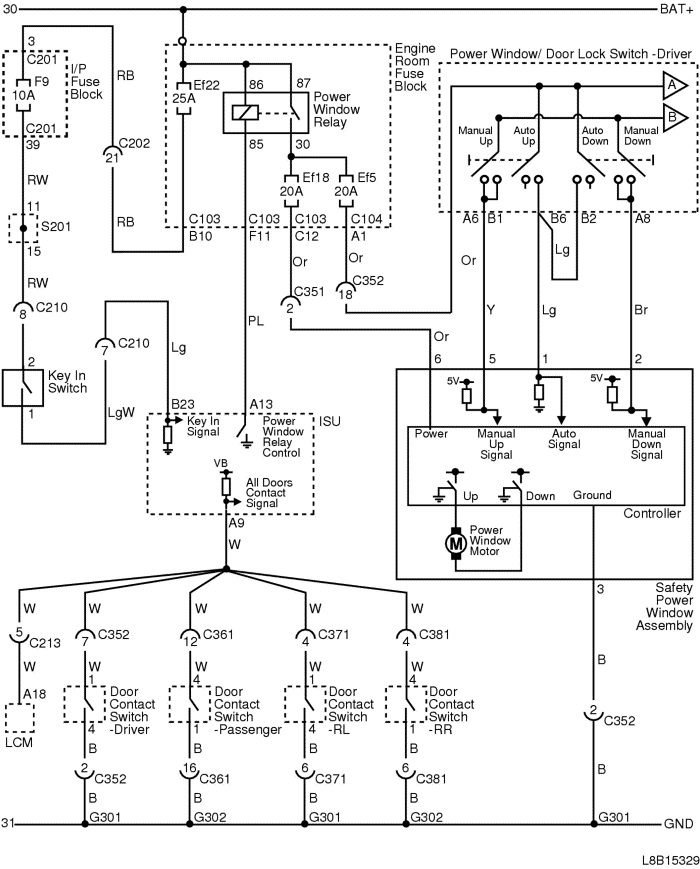 30
BAT+
3
C201
F9
10A
C201
39
I/P
Fuse
Block
RB
C202
21
RB
RW
11
S201
15
RW
C210
8
2
Key In
Switch
1
C210
7
LgW
Lg
Ef22
25A
86
87
Power
Window
Relay
85
30
Ef18
20A
Ef5
20A
Engine
Room
Fuse
Block
C103
C103
C103
C104
B10
F11
C12
A1
Or
Or
C351
2
C352
18
PL
Power Window/ Door Lock Switch -Driver
A
B
Manual
Up
Auto
Up
Auto
Down
Manual
Down
A6
B1
B6
B2
A8
Or
Lg
Y
Lg
Br
Or
6
5
1
2
5V
5V
Power
Manual
Up
Signal
Auto
Signal
Manual
Down
Signal
Up
Down
Ground
Controller
M
Power
Window
Motor
Safety
Power
Window
Assembly
3
B
2
C352
B
B23
A13
ISU
Key In
Signal
Power
Window
Relay
Control
VB
All Doors
Contact
Signal
A9
W
W
W
W
W
W
5
C213
7
C352
12
C361
4
C371
4
C381
W
W
W
W
W
A18
LCM
1
Door
Contact
Switch
-Driver
4
4
Door
Contact
Switch
-Passenger
1
1
Door
Contact
Switch
-RL
4
4
Door
Contact
Switch
-RR
1
B
B
B
B
2
C352
16
C361
6
C371
6
C381
B
B
B
B
31
G301
G302
G301
G302
G301
GND
L8B15329